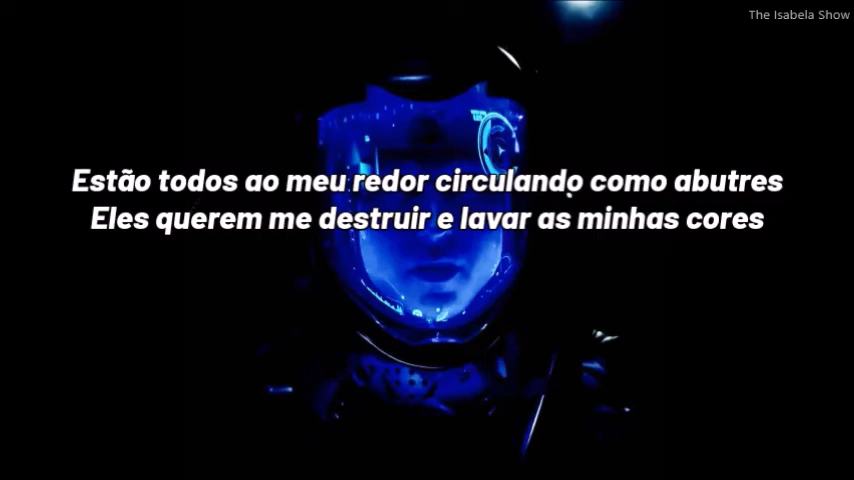 The Isabela Show
Estão todos ao meu redor circulando como abutres
Eles querem me destruir e lavar as minhas cores